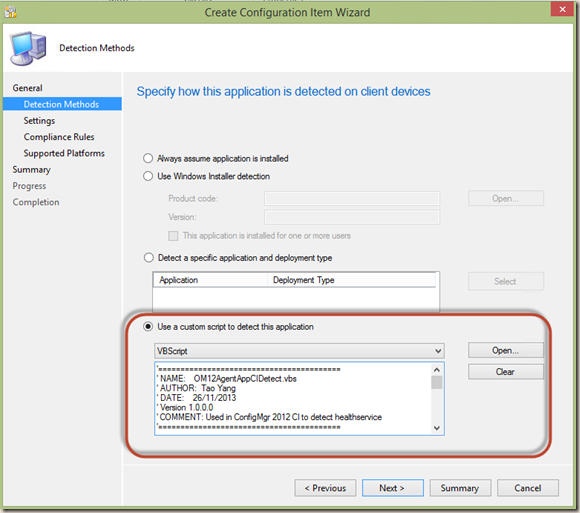 Create Configuration Item Wizard
Detection Methods
General
Detection Methods
Settings
Compliance Rules
Supported Platforms
Summary
Progress
Completion
Specify how this application is detected on client devices
Always assume application is installed
Use Windows Installer detection
Product code:
Open...
Version:
This application is installed for one or more users
Detect a specific application and deployment type
Application Deployment Type
Select
Use a custom script to detect this application
VBScript
Open...
Clear
'========================================
' NAME: OM12AgentAppCIDetect.vbs
' AUTHOR: Tao Yang
' DATE: 26/11/2013
' Version 1.0.0.0
' COMMENT: Used in ConfigMgr 2012 CI to detect healthservice
'========================================
< Previous Next > Summary Cancel